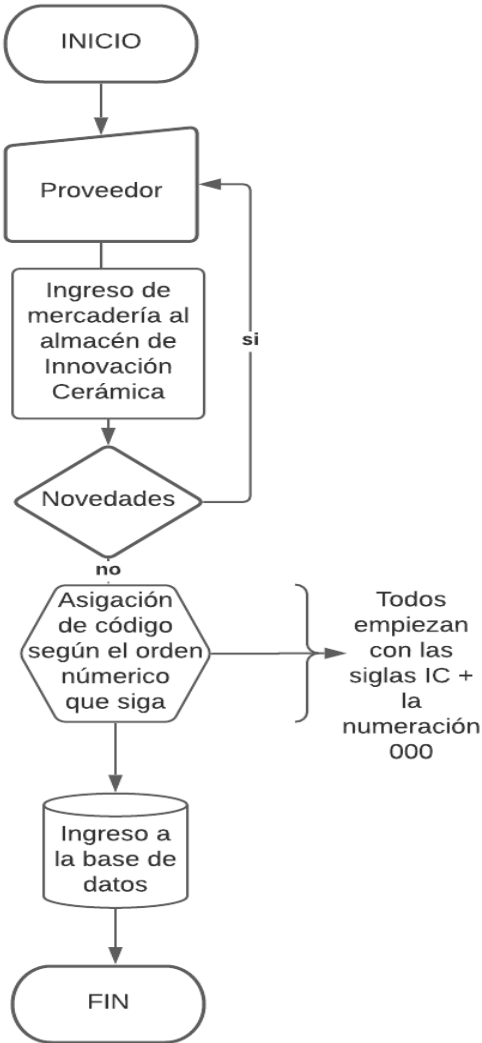 INICIO
Proveedor
Ingreso de
mercadería al
almacén de
Innovación
Cerámica
si
Novedades
no
Asigación
de código
según el orden
númerico
que siga
Todos
empiezan
con las
siglas IC +
la
numeración
000
Ingreso a
la base de
datos
FIN